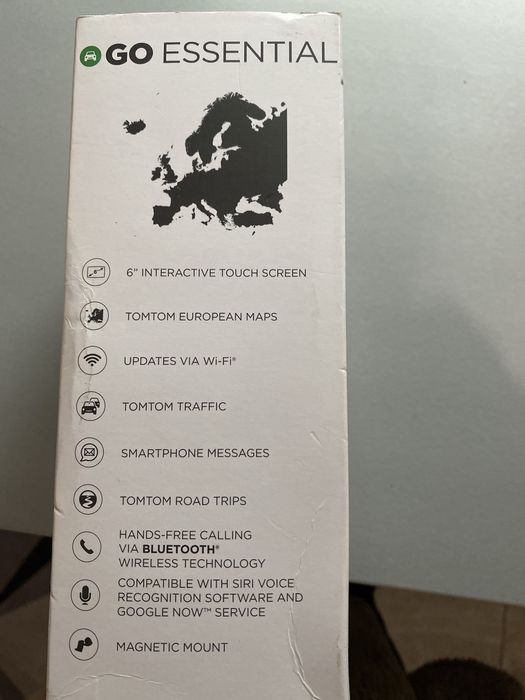 GO ESSENTIAL
6" INTERACTIVE TOUCH SCREEN
TOMTOM EUROPEAN MAPS
UPDATES VIA Wi-Fi®
TOMTOM TRAFFIC
SMARTPHONE MESSAGES
TOMTOM ROAD TRIPS
HANDS-FREE CALLING
VIA BLUETOOTH®
WIRELESS TECHNOLOGY
COMPATIBLE WITH SIRI VOICE
RECOGNITION SOFTWARE AND
GOOGLE NOW™ SERVICE
MAGNETIC MOUNT